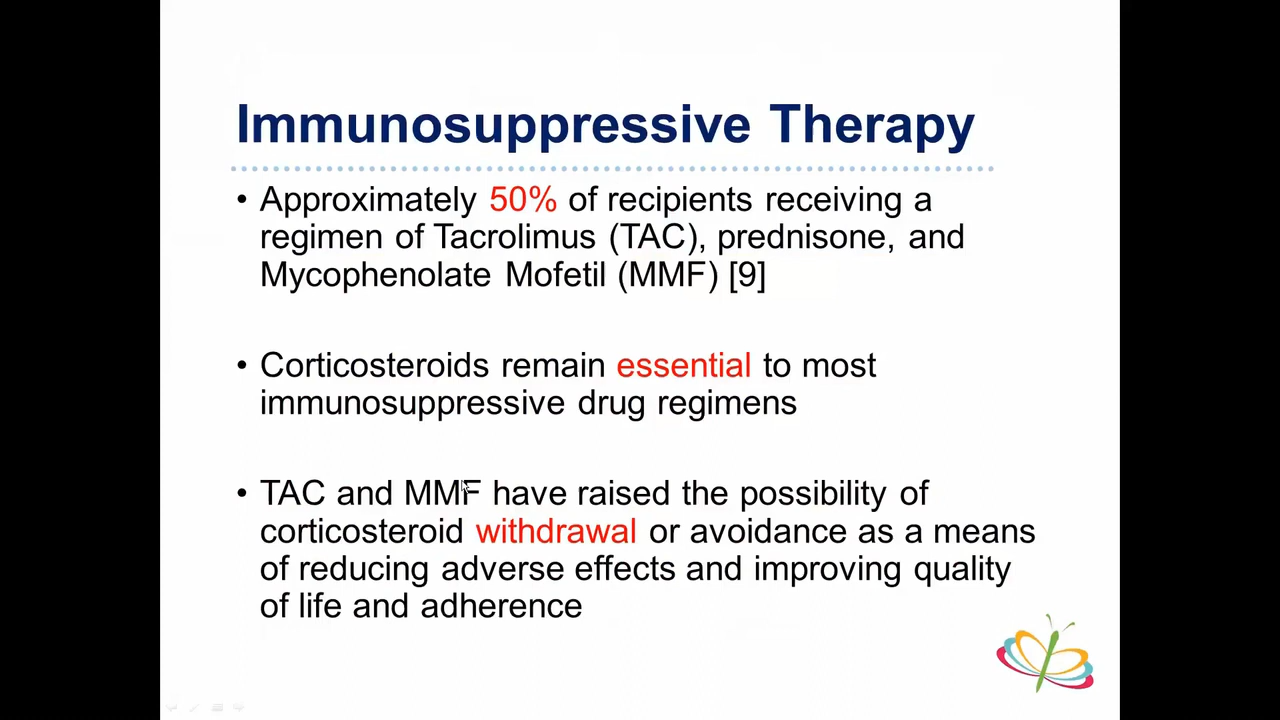 Immunosuppressive Therapy
• Approximately 50% of recipients receiving a
regimen of Tacrolimus (TAC), prednisone, and
Mycophenolate Mofetil (MMF) [9]
• Corticosteroids remain essential to most
immunosuppressive drug regimens
• TAC and MMF have raised the possibility of
corticosteroid withdrawal or avoidance as a means
of reducing adverse effects and improving quality
of life and adherence